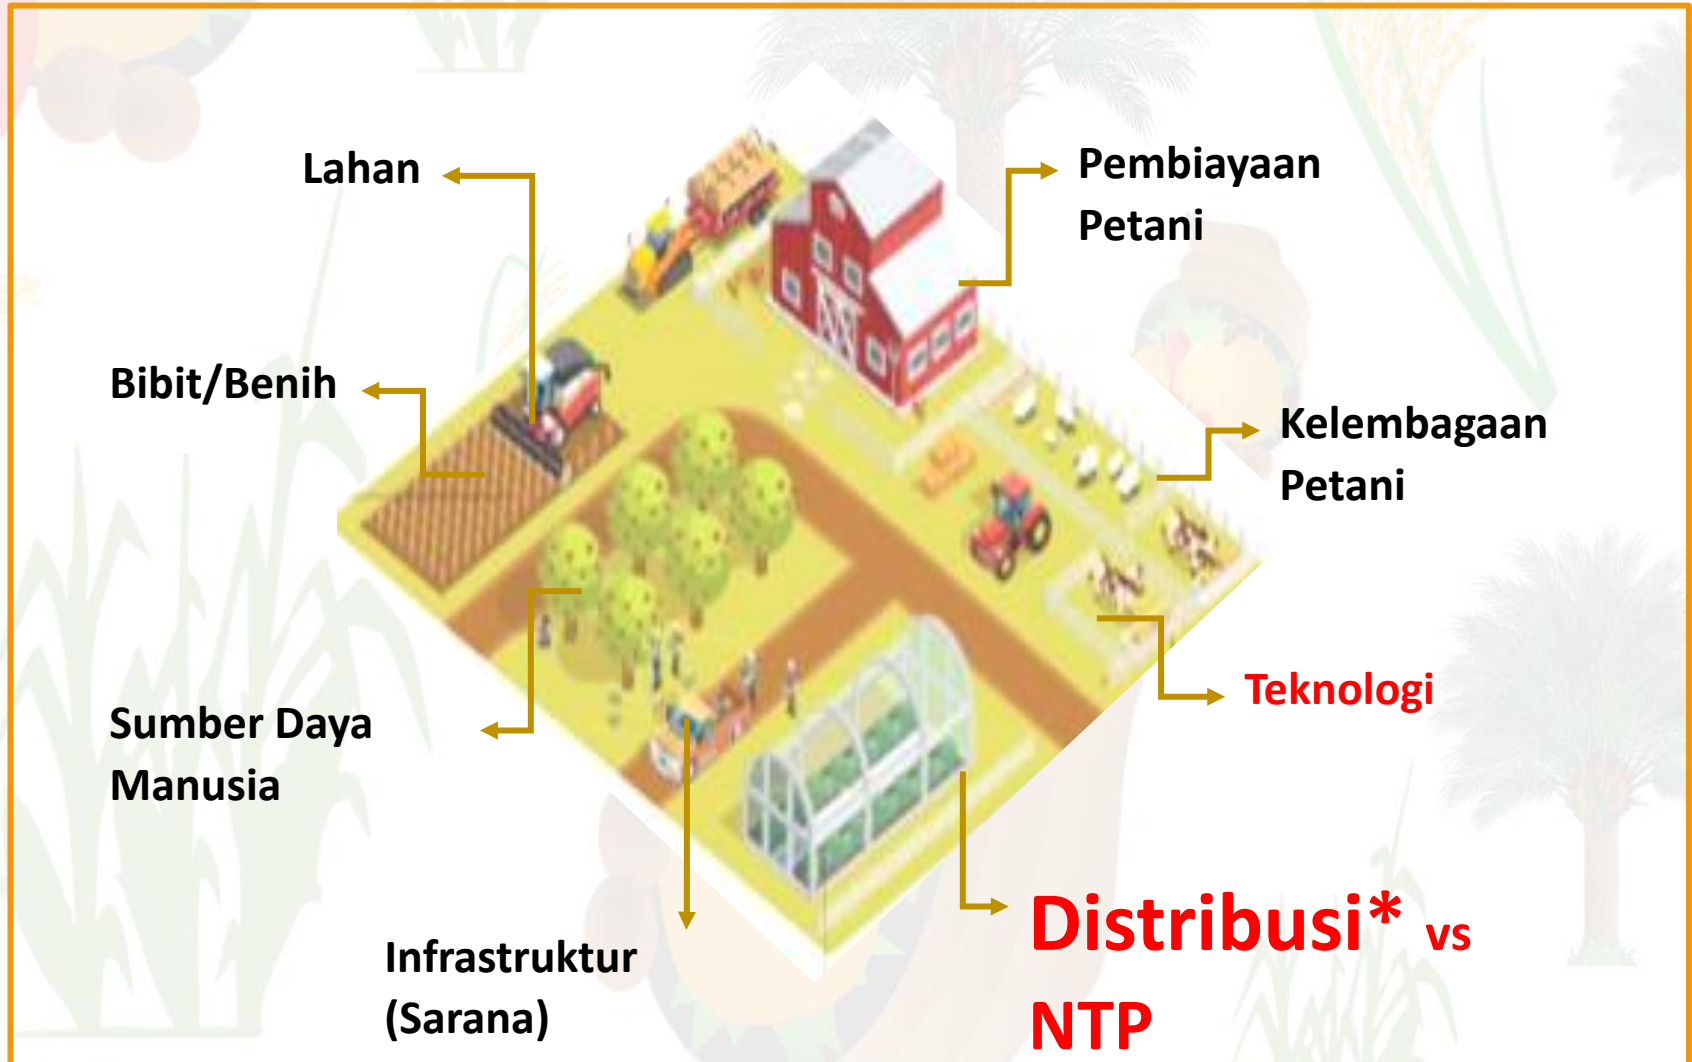 Lahan
Pembiayaan
Petani
Bibit/Benih
Kelembagaan
Petani
Sumber Daya
Manusia
Teknologi
Infrastruktur
(Sarana)
Distribusi* vs
NTP